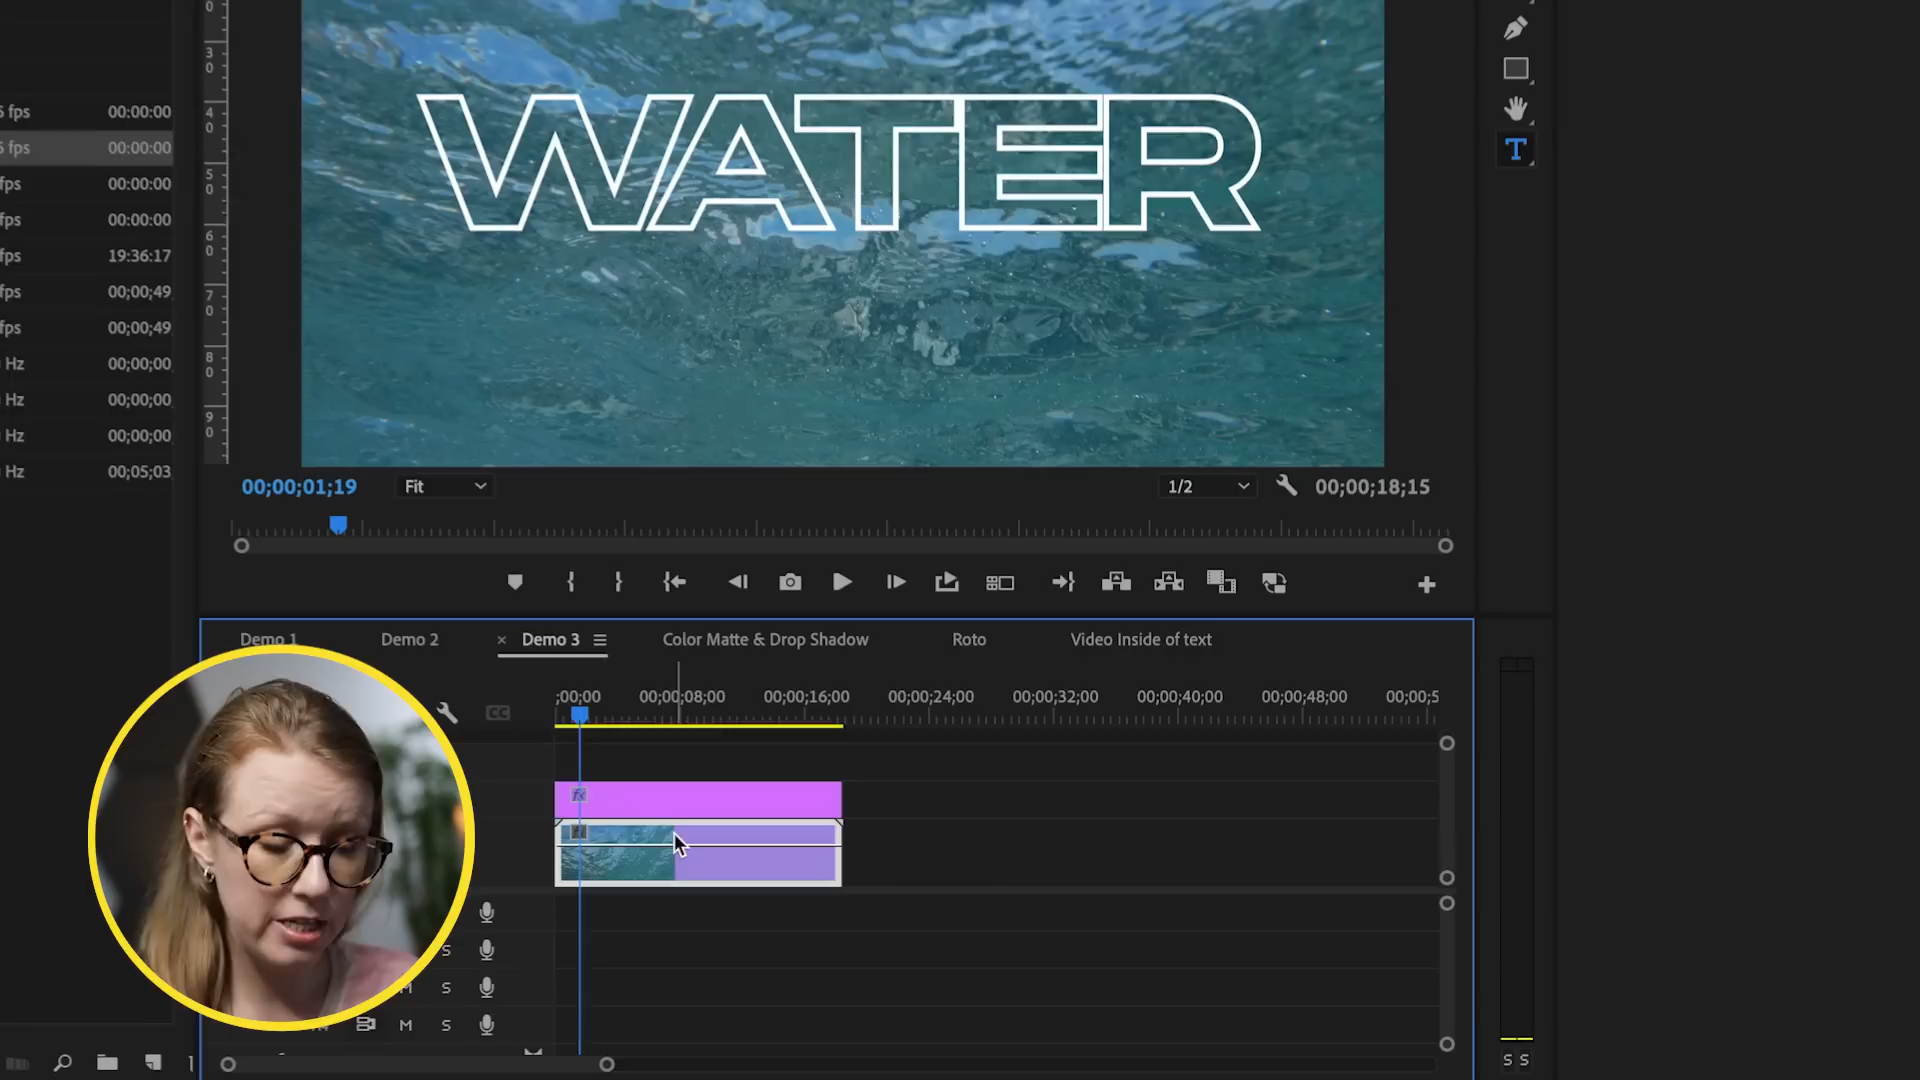 WATER
5 fps 00:00:00
5 fps 00:00:00
fps 00:00:00
fps 00:00:00
fps 19:36:17
fps 00;00;49
fps 00;00;49
Hz 00;00;00
Hz 00;00;00
Hz 00;00;00
Hz 00;05;03
0
3 0
4 0
5 0
6 0
7 0
8 0
9 0
T
00;00;01;19 Fit 1/2 00;00;18;15
Demo 1 Demo 2 × Demo 3 Color Matte & Drop Shadow Roto Video Inside of text
CC ;00;00 00;00;08;00 00;00;16;00 00;00;24;00 00;00;32;00 00;00;40;00 00;00;48;00 00;00;5
fx
S
M S
M S
S S